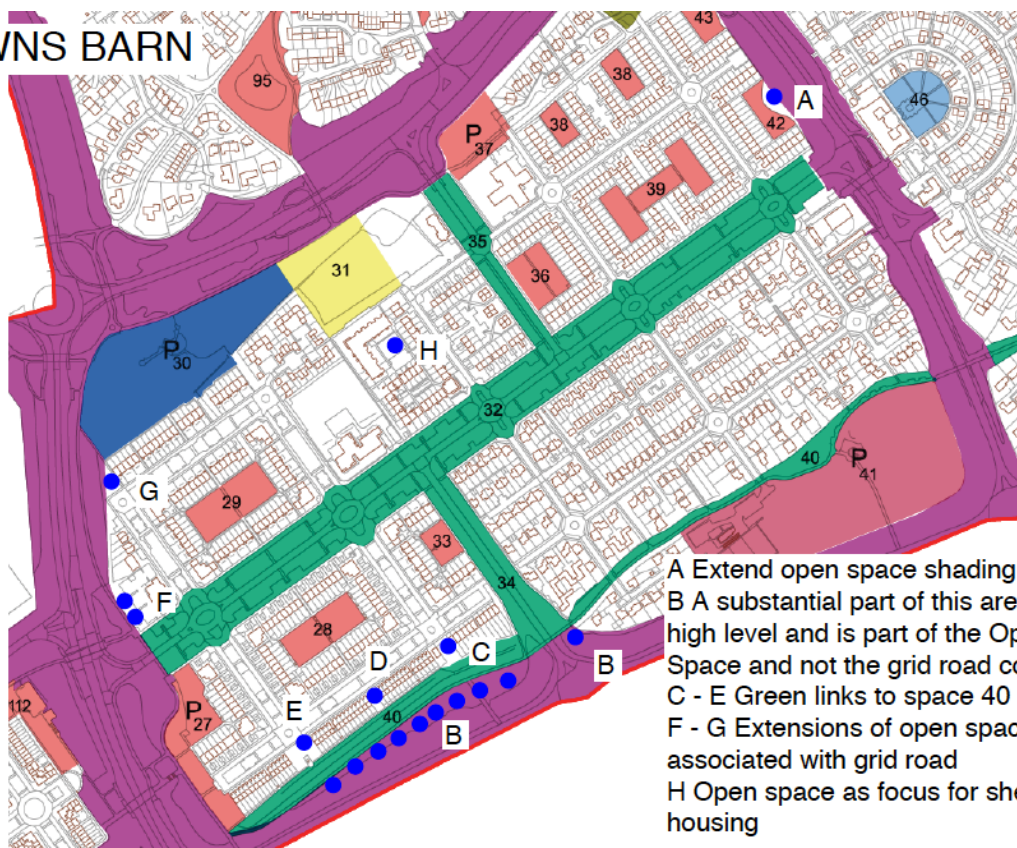 WNS BARN
95
43
38
A
46
38
42
P
37
39
35
36
31
H
P
30
32
40
P
41
G
29
33
34
F
28
C
D
B
E
40
B
P
27
112
A Extend open space shading
B A substantial part of this are
high level and is part of the Op
Space and not the grid road co
C - E Green links to space 40
F - G Extensions of open spac
associated with grid road
H Open space as focus for she
housing